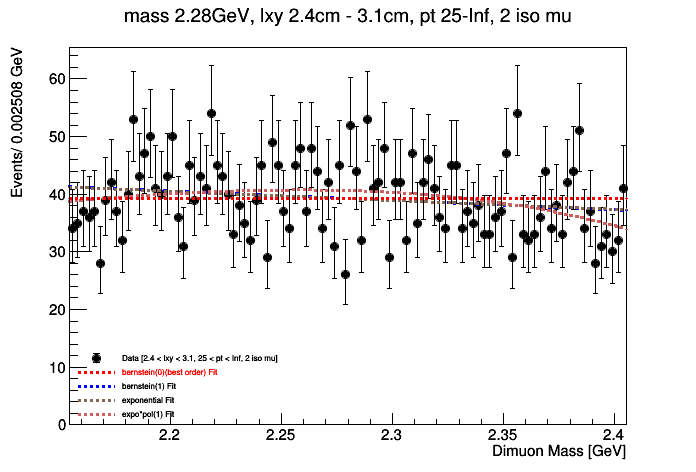 mass 2.28GeV, lxy 2.4cm - 3.1cm, pt 25-Inf, 2 iso mu
Events/ 0.002508 GeV
60
50
40
30
20
10
0
Data [2.4 < lxy < 3.1, 25 < pt < Inf, 2 iso mu]
bernstein(0)(best order) Fit
bernstein(1) Fit
exponential Fit
expo*pol(1) Fit
2.2
2.25
2.3
2.35
2.4
Dimuon Mass [GeV]